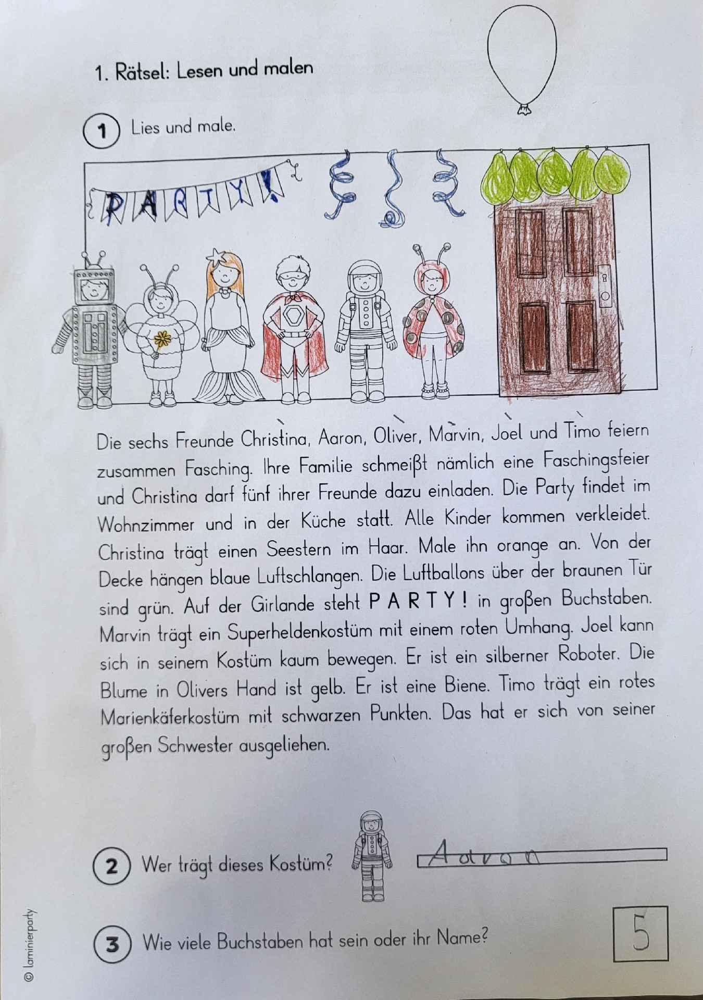 1. Rätsel: Lesen und malen
1 Lies und male.
PARTY!
Die sechs Freunde Christina, Aaron, Oliver, Marvin, Joel und Timo feiern
zusammen Fasching. Ihre Familie schmeißt nämlich eine Faschingsfeier
und Christina darf fünf ihrer Freunde dazu einladen. Die Party findet im
Wohnzimmer und in der Küche statt. Alle Kinder kommen verkleidet.
Christina trägt einen Seestern im Haar. Male ihn orange an. Von der
Decke hängen blaue Luftschlangen. Die Luftballons über der braunen Tür
sind grün. Auf der Girlande steht P A R T Y ! in großen Buchstaben.
Marvin trägt ein Superheldenkostüm mit einem roten Umhang. Joel kann
sich in seinem Kostüm kaum bewegen. Er ist ein silberner Roboter. Die
Blume in Olivers Hand ist gelb. Er ist eine Biene. Timo trägt ein rotes
Marienkäferkostüm mit schwarzen Punkten. Das hat er sich von seiner
großen Schwester ausgeliehen.
2 Wer trägt dieses Kostüm? Aaron
3 Wie viele Buchstaben hat sein oder ihr Name? 5
© laminierparty